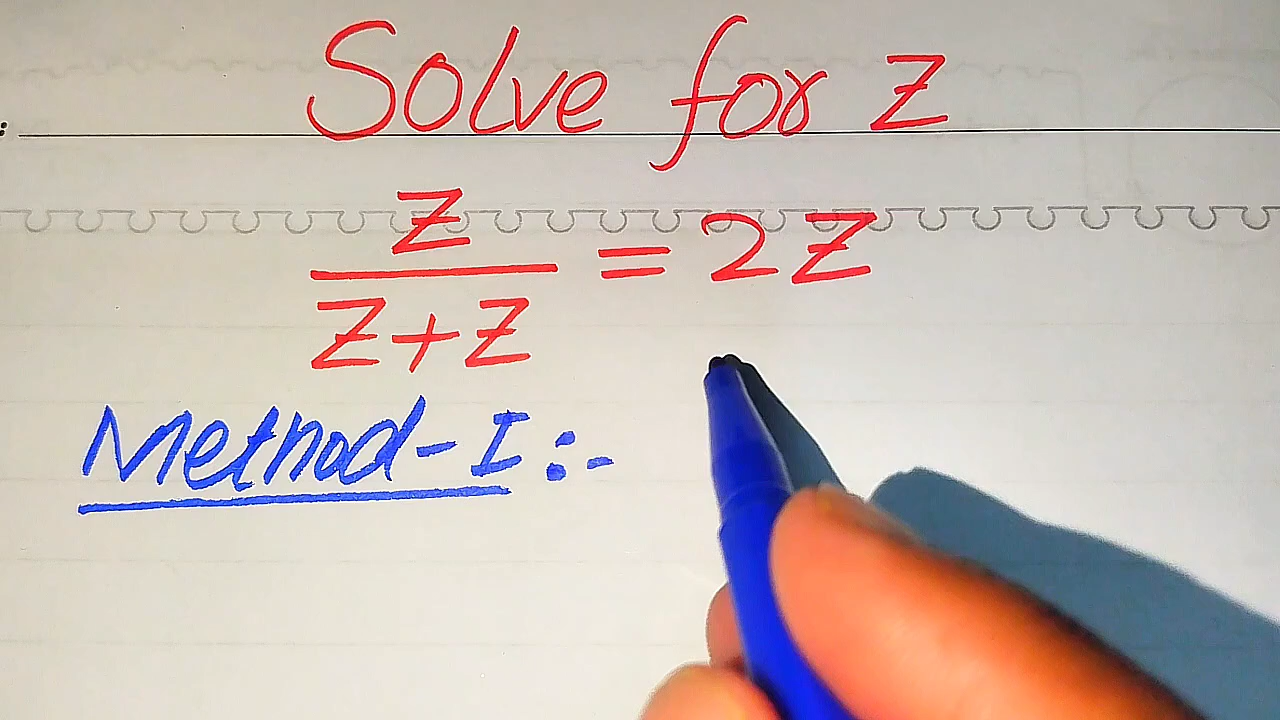 Solve for z
z/(z+z) = 2z
Method-I:-